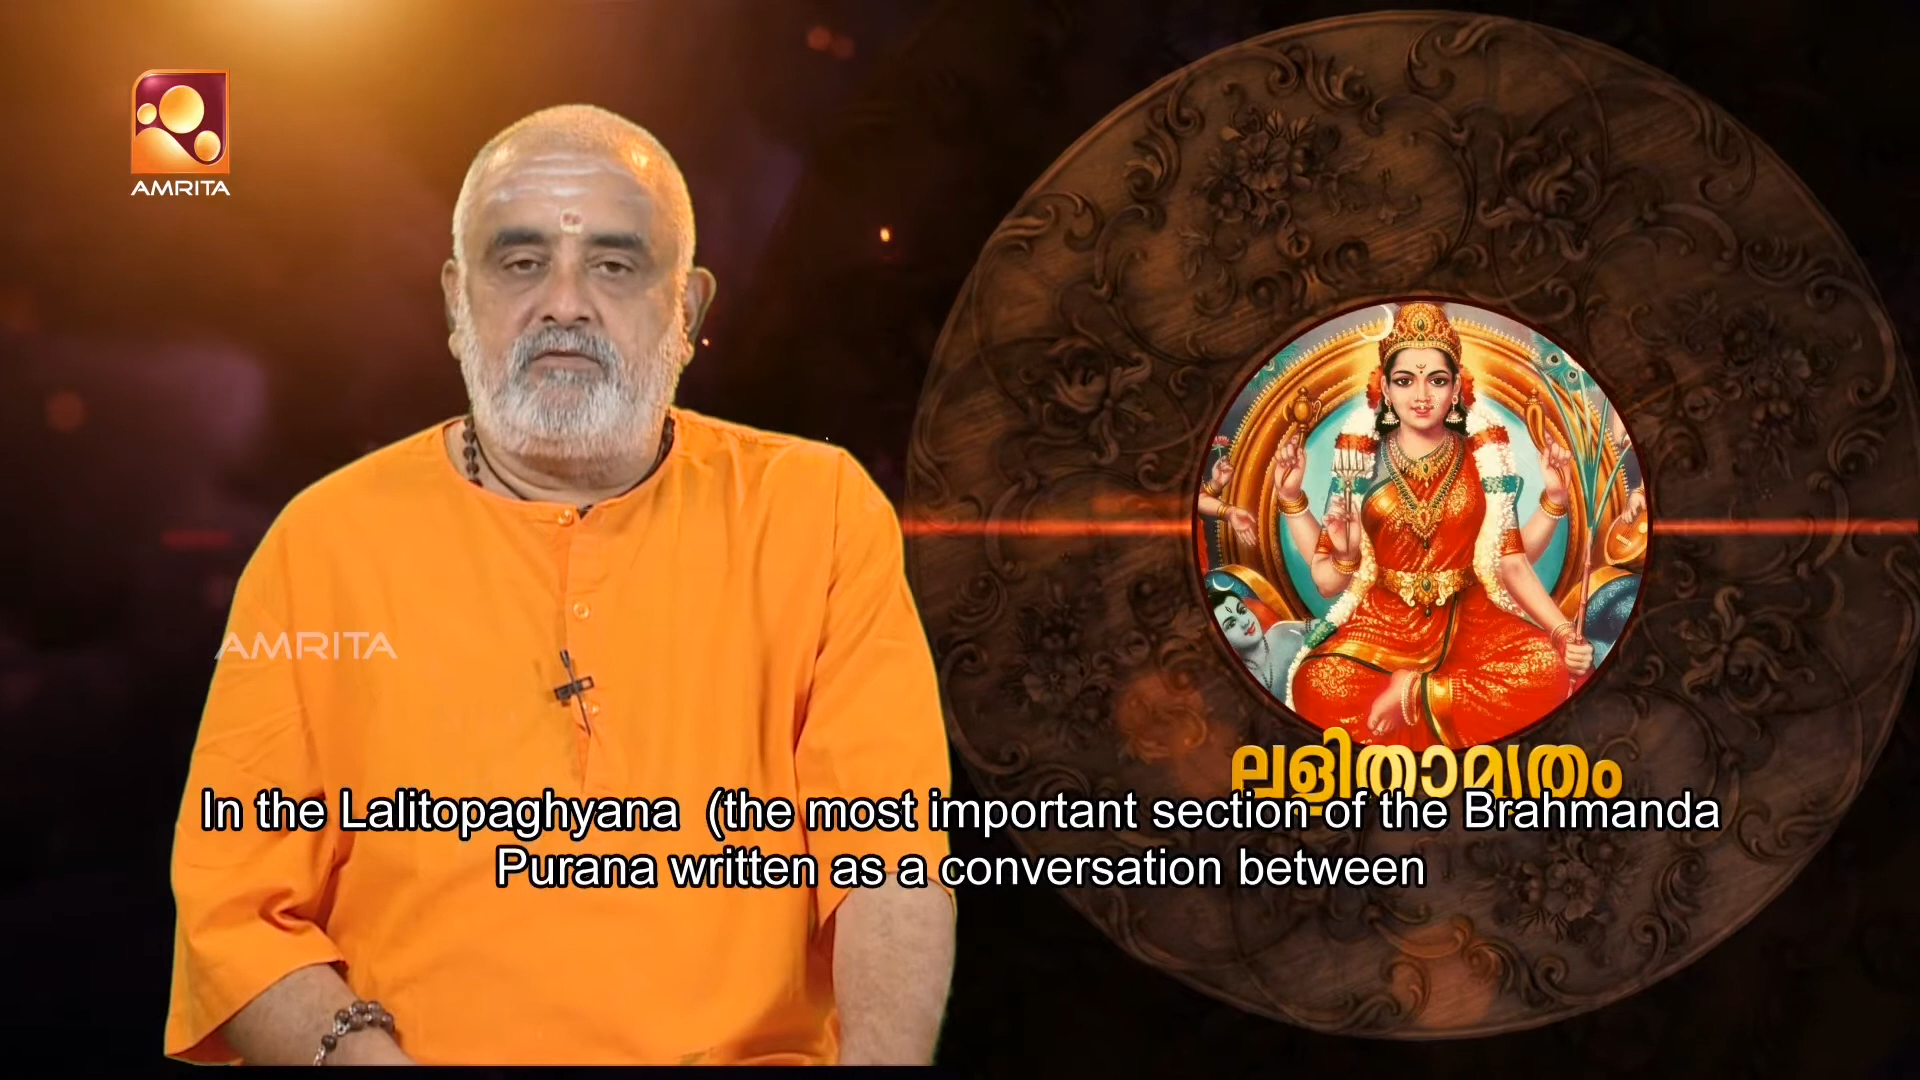 AMRITA
AMRITA
ലളിതാമൃതം
In the Lalitopaghyana (the most important section of the Brahmanda
Purana written as a conversation between